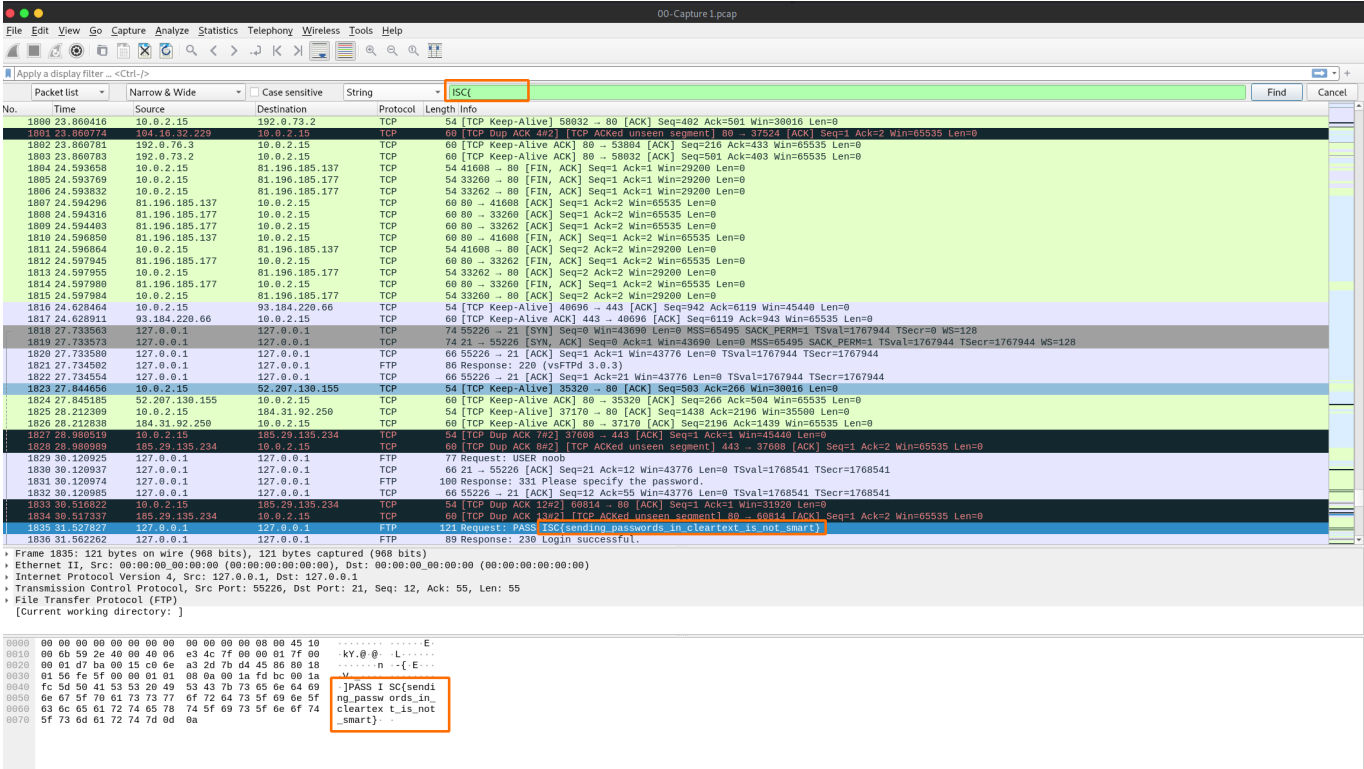 00-Capture 1.pcap
File Edit View Go Capture Analyze Statistics Telephony Wireless Tools Help
Apply a display filter ... <Ctrl-/>
Packet list Narrow & Wide Case sensitive String ISC{ Find Cancel
No. Time Source Destination Protocol Length Info
1800 23.860416 10.0.2.15 192.0.73.2 TCP 54 [TCP Keep-Alive] 58032 → 80 [ACK] Seq=402 Ack=501 Win=30016 Len=0
1801 23.860774 104.16.32.229 10.0.2.15 TCP 60 [TCP Dup ACK 4#2] [TCP ACKed unseen segment] 80 → 37524 [ACK] Seq=1 Ack=2 Win=65535 Len=0
1802 23.860781 192.0.76.3 10.0.2.15 TCP 60 [TCP Keep-Alive ACK] 80 → 53804 [ACK] Seq=216 Ack=433 Win=65535 Len=0
1803 23.860783 192.0.73.2 10.0.2.15 TCP 60 [TCP Keep-Alive ACK] 80 → 58032 [ACK] Seq=501 Ack=403 Win=65535 Len=0
1804 24.593658 10.0.2.15 81.196.185.137 TCP 54 41608 → 80 [FIN, ACK] Seq=1 Ack=1 Win=29200 Len=0
1805 24.593769 10.0.2.15 81.196.185.177 TCP 54 33260 → 80 [FIN, ACK] Seq=1 Ack=1 Win=29200 Len=0
1806 24.593832 10.0.2.15 81.196.185.177 TCP 54 33262 → 80 [FIN, ACK] Seq=1 Ack=1 Win=29200 Len=0
1807 24.594296 81.196.185.137 10.0.2.15 TCP 60 80 → 41608 [ACK] Seq=1 Ack=2 Win=65535 Len=0
1808 24.594316 81.196.185.177 10.0.2.15 TCP 60 80 → 33260 [ACK] Seq=1 Ack=2 Win=65535 Len=0
1809 24.594403 81.196.185.177 10.0.2.15 TCP 60 80 → 33262 [ACK] Seq=1 Ack=2 Win=65535 Len=0
1810 24.596850 81.196.185.137 10.0.2.15 TCP 60 80 → 41608 [FIN, ACK] Seq=1 Ack=2 Win=65535 Len=0
1811 24.596864 10.0.2.15 81.196.185.137 TCP 54 41608 → 80 [ACK] Seq=2 Ack=2 Win=29200 Len=0
1812 24.597945 81.196.185.177 10.0.2.15 TCP 60 80 → 33262 [FIN, ACK] Seq=1 Ack=2 Win=65535 Len=0
1813 24.597955 10.0.2.15 81.196.185.177 TCP 54 33262 → 80 [ACK] Seq=2 Ack=2 Win=29200 Len=0
1814 24.597980 81.196.185.177 10.0.2.15 TCP 60 80 → 33260 [FIN, ACK] Seq=1 Ack=2 Win=65535 Len=0
1815 24.597984 10.0.2.15 81.196.185.177 TCP 54 33260 → 80 [ACK] Seq=2 Ack=2 Win=29200 Len=0
1816 24.628464 10.0.2.15 93.184.220.66 TCP 54 [TCP Keep-Alive] 40696 → 443 [ACK] Seq=942 Ack=6119 Win=45440 Len=0
1817 24.628911 93.184.220.66 10.0.2.15 TCP 60 [TCP Keep-Alive ACK] 443 → 40696 [ACK] Seq=6119 Ack=943 Win=65535 Len=0
1818 27.733563 127.0.0.1 127.0.0.1 TCP 74 55226 → 21 [SYN] Seq=0 Win=43690 Len=0 MSS=65495 SACK_PERM=1 TSval=1767944 TSecr=0 WS=128
1819 27.733573 127.0.0.1 127.0.0.1 TCP 74 21 → 55226 [SYN, ACK] Seq=0 Ack=1 Win=43690 Len=0 MSS=65495 SACK_PERM=1 TSval=1767944 TSecr=1767944 WS=128
1820 27.733580 127.0.0.1 127.0.0.1 TCP 66 55226 → 21 [ACK] Seq=1 Ack=1 Win=43776 Len=0 TSval=1767944 TSecr=1767944
1821 27.734502 127.0.0.1 127.0.0.1 FTP 86 Response: 220 (vsFTPd 3.0.3)
1822 27.734554 127.0.0.1 127.0.0.1 TCP 66 55226 → 21 [ACK] Seq=1 Ack=21 Win=43776 Len=0 TSval=1767944 TSecr=1767944
1823 27.844656 10.0.2.15 52.207.130.155 TCP 54 [TCP Keep-Alive] 35320 → 80 [ACK] Seq=503 Ack=266 Win=30016 Len=0
1824 27.845185 52.207.130.155 10.0.2.15 TCP 60 [TCP Keep-Alive ACK] 80 → 35320 [ACK] Seq=266 Ack=504 Win=65535 Len=0
1825 28.212309 10.0.2.15 184.31.92.250 TCP 54 [TCP Keep-Alive] 37170 → 80 [ACK] Seq=1438 Ack=2196 Win=35500 Len=0
1826 28.212838 184.31.92.250 10.0.2.15 TCP 60 [TCP Keep-Alive ACK] 80 → 37170 [ACK] Seq=2196 Ack=1439 Win=65535 Len=0
1827 28.980519 10.0.2.15 185.29.135.234 TCP 54 [TCP Dup ACK 7#2] 37608 → 443 [ACK] Seq=1 Ack=1 Win=45440 Len=0
1828 28.980989 185.29.135.234 10.0.2.15 TCP 60 [TCP Dup ACK 8#2] [TCP ACKed unseen segment] 443 → 37608 [ACK] Seq=1 Ack=2 Win=65535 Len=0
1829 30.120925 127.0.0.1 127.0.0.1 FTP 77 Request: USER noob
1830 30.120937 127.0.0.1 127.0.0.1 TCP 66 21 → 55226 [ACK] Seq=21 Ack=12 Win=43776 Len=0 TSval=1768541 TSecr=1768541
1831 30.120974 127.0.0.1 127.0.0.1 FTP 100 Response: 331 Please specify the password.
1832 30.120985 127.0.0.1 127.0.0.1 TCP 66 55226 → 21 [ACK] Seq=12 Ack=55 Win=43776 Len=0 TSval=1768541 TSecr=1768541
1833 30.516822 10.0.2.15 185.29.135.234 TCP 54 [TCP Dup ACK 12#2] 60814 → 80 [ACK] Seq=1 Ack=1 Win=31920 Len=0
1834 30.517337 185.29.135.234 10.0.2.15 TCP 60 [TCP Dup ACK 13#2] [TCP ACKed unseen segment] 80 → 60814 [ACK] Seq=1 Ack=2 Win=65535 Len=0
1835 31.527827 127.0.0.1 127.0.0.1 FTP 121 Request: PASS ISC{sending_passwords_in_cleartext_is_not_smart}
1836 31.562262 127.0.0.1 127.0.0.1 FTP 89 Response: 230 Login successful.
Frame 1835: 121 bytes on wire (968 bits), 121 bytes captured (968 bits)
Ethernet II, Src: 00:00:00_00:00:00 (00:00:00:00:00:00), Dst: 00:00:00_00:00:00 (00:00:00:00:00:00)
Internet Protocol Version 4, Src: 127.0.0.1, Dst: 127.0.0.1
Transmission Control Protocol, Src Port: 55226, Dst Port: 21, Seq: 12, Ack: 55, Len: 55
File Transfer Protocol (FTP)
[Current working directory: ]
0000 00 00 00 00 00 00 00 00 00 00 00 00 08 00 45 10 ········ ······E·
0010 00 6b 59 2e 40 00 40 06 e3 4c 7f 00 00 01 7f 00 ·kY.@·@· ·L······
0020 00 01 d7 ba 00 15 c0 6e a3 2d 7b d4 45 86 80 18 ·······n ·-{·E···
0030 01 56 fe 5f 00 00 01 01 08 0a 00 1a fd bc 00 1a ·V·_···· ········
0040 fc 5d 50 41 53 53 20 49 53 43 7b 73 65 6e 64 69 ·]PASS I SC{sendi
0050 6e 67 5f 70 61 73 73 77 6f 72 64 73 5f 69 6e 5f ng_passw ords_in_
0060 63 6c 65 61 72 74 65 78 74 5f 69 73 5f 6e 6f 74 cleartex t_is_not
0070 5f 73 6d 61 72 74 7d 0d 0a _smart}· ·